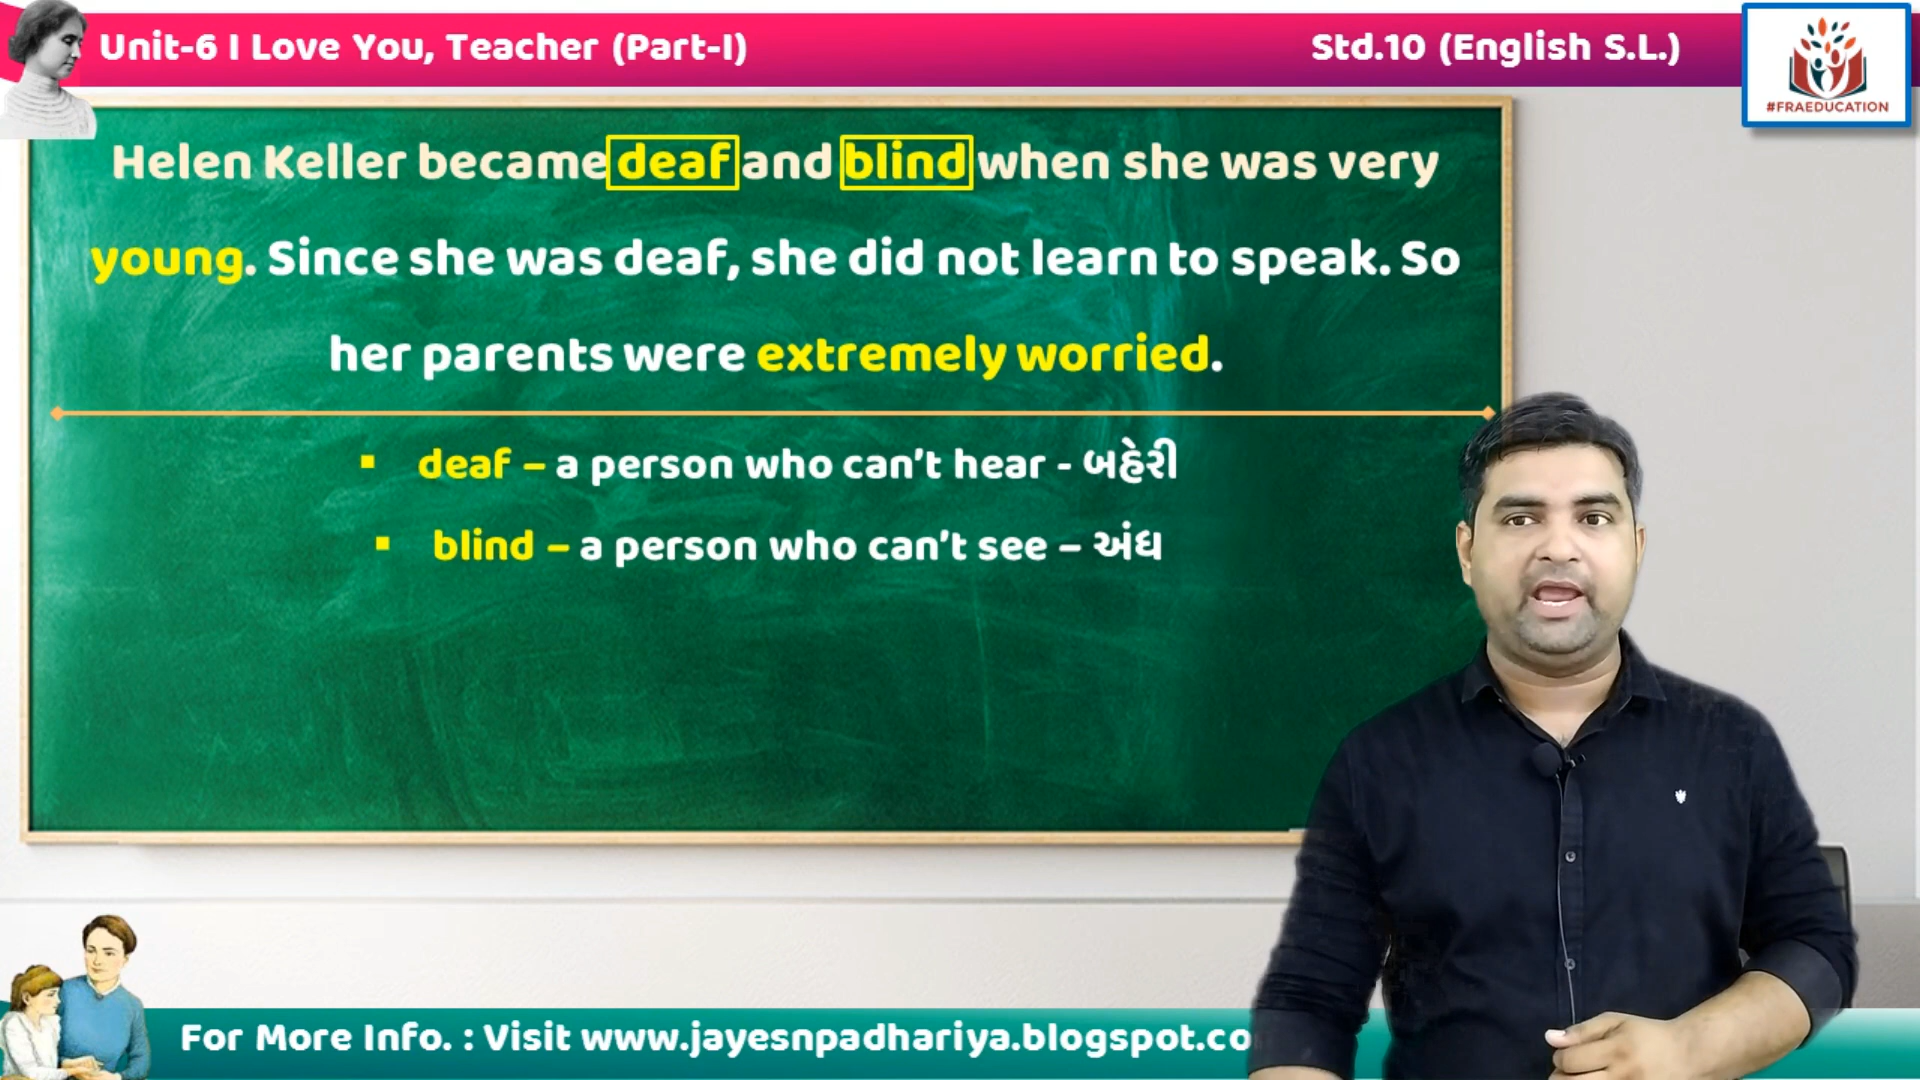 Unit-6 I Love You, Teacher (Part-I)
Std.10 (English S.L.)
#FRAEDUCATION
Helen Keller became deaf and blind when she was very
young. Since she was deaf, she did not learn to speak. So
her parents were extremely worried.
▪ deaf – a person who can't hear - બહેરી
▪ blind – a person who can't see – અંધ
For More Info. : Visit www.jayesnpadhariya.blogspot.co